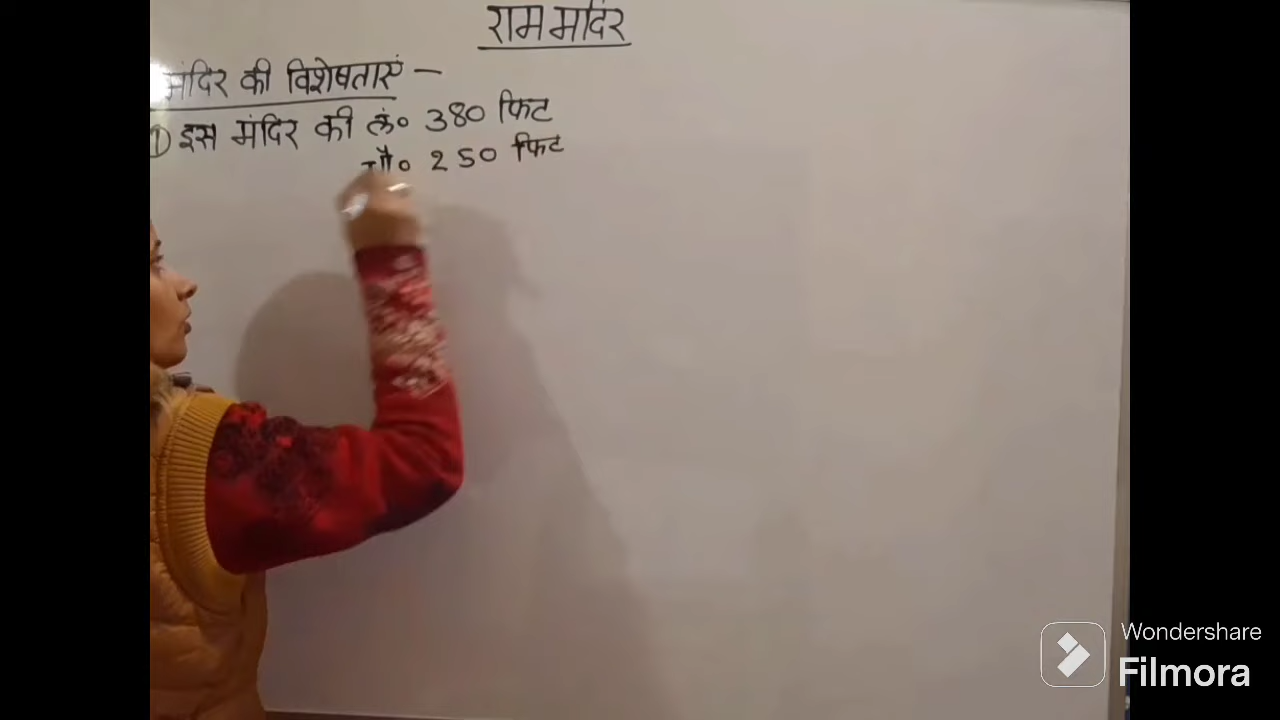 राम मंदिर
मंदिर की विशेषताएं —
① इस मंदिर की लं० 380 फिट
चौ० 250 फिट
Wondershare
Filmora